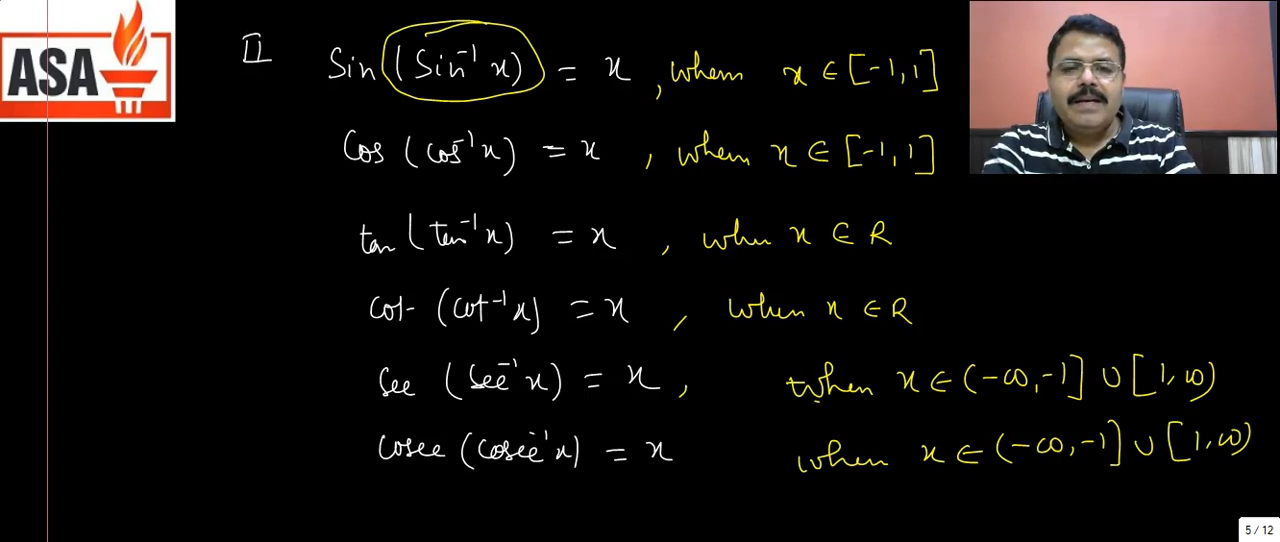 ASA
II Sin (Sin⁻¹ x) = x , when x ∈ [-1, 1]
Cos (Cos⁻¹ x) = x , when x ∈ [-1, 1]
tan (tan⁻¹ x) = x , when x ∈ R
Cot (Cot⁻¹ x) = x , when x ∈ R
Sec (Sec⁻¹ x) = x , when x ∈ (-∞, -1] ∪ [1, ∞)
Cosec (Cosec⁻¹ x) = x when x ∈ (-∞, -1] ∪ [1, ∞)
5 / 12